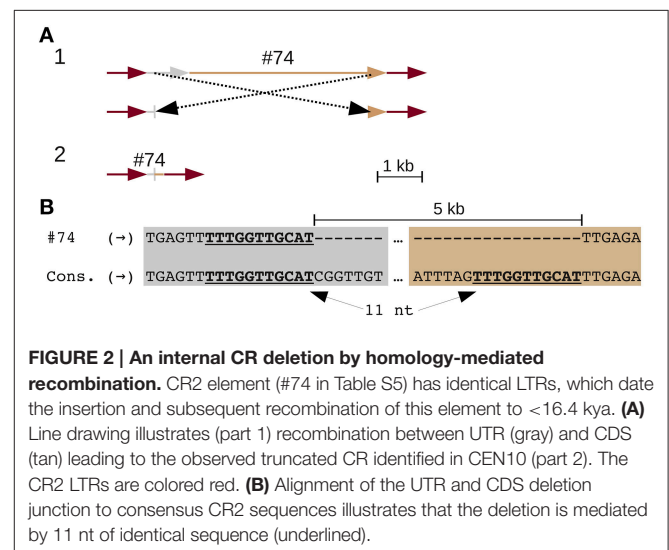 A
1
#74
2
#74
1 kb
B
5 kb
#74 (→) TGAGTTTTTGGTTGCAT------- … ----------------TTGAGA
Cons. (→) TGAGTTTTTGGTTGCATCGGTTGT … ATTTAGTTTGGTTGCATTTGAGA
11 nt
FIGURE 2 | An internal CR deletion by homology-mediated
recombination. CR2 element (#74 in Table S5) has identical LTRs, which date
the insertion and subsequent recombination of this element to <16.4 kya. (A)
Line drawing illustrates (part 1) recombination between UTR (gray) and CDS
(tan) leading to the observed truncated CR identified in CEN10 (part 2). The
CR2 LTRs are colored red. (B) Alignment of the UTR and CDS deletion
junction to consensus CR2 sequences illustrates that the deletion is mediated
by 11 nt of identical sequence (underlined).